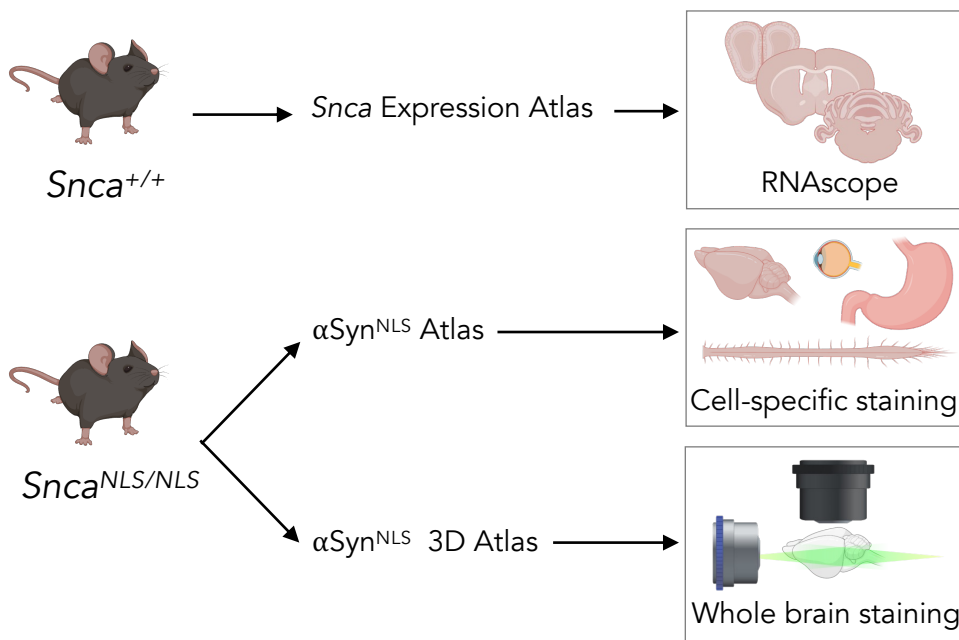 Snca+/+
Snca Expression Atlas
RNAscope
SncaNLS/NLS
αSynNLS Atlas
Cell-specific staining
αSynNLS 3D Atlas
Whole brain staining